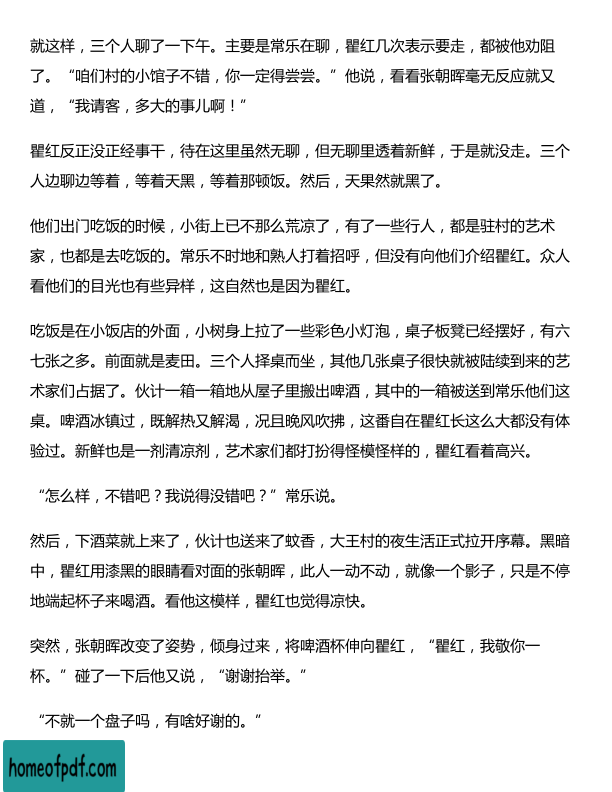 就这样，三个人聊了一下午。主要是常乐在聊，瞿红几次表示要走，都被他劝阻
了。“咱们村的小馆子不错，你一定得尝尝。”他说，看看张朝晖毫无反应就又
道，“我请客，多大的事儿啊！”
瞿红反正没正经事干，待在这里虽然无聊，但无聊里透着新鲜，于是就没走。三个
人边聊边等着，等着天黑，等着那顿饭。然后，天果然就黑了。
他们出门吃饭的时候，小街上已不那么荒凉了，有了一些行人，都是驻村的艺术
家，也都是去吃饭的。常乐不时地和熟人打着招呼，但没有向他们介绍瞿红。众人
看他们的目光也有些异样，这自然也是因为瞿红。
吃饭是在小饭店的外面，小树身上拉了一些彩色小灯泡，桌子板凳已经摆好，有六
七张之多。前面就是麦田。三个人择桌而坐，其他几张桌子很快就被陆续到来的艺
术家们占据了。伙计一箱一箱地从屋子里搬出啤酒，其中的一箱被送到常乐他们这
桌。啤酒冰镇过，既解热又解渴，况且晚风吹拂，这番自在瞿红长这么大都没有体
验过。新鲜也是一剂清凉剂，艺术家们都打扮得怪模怪样的，瞿红看着高兴。
“怎么样，不错吧？我说得没错吧？”常乐说。
然后，下酒菜就上来了，伙计也送来了蚊香，大王村的夜生活正式拉开序幕。黑暗
中，瞿红用漆黑的眼睛看对面的张朝晖，此人一动不动，就像一个影子，只是不停
地端起杯子来喝酒。看他这模样，瞿红也觉得凉快。
突然，张朝晖改变了姿势，倾身过来，将啤酒杯伸向瞿红，“瞿红，我敬你一
杯。”碰了一下后他又说，“谢谢抬举。”
“不就一个盘子吗，有啥好谢的。”
homeofpdf.com